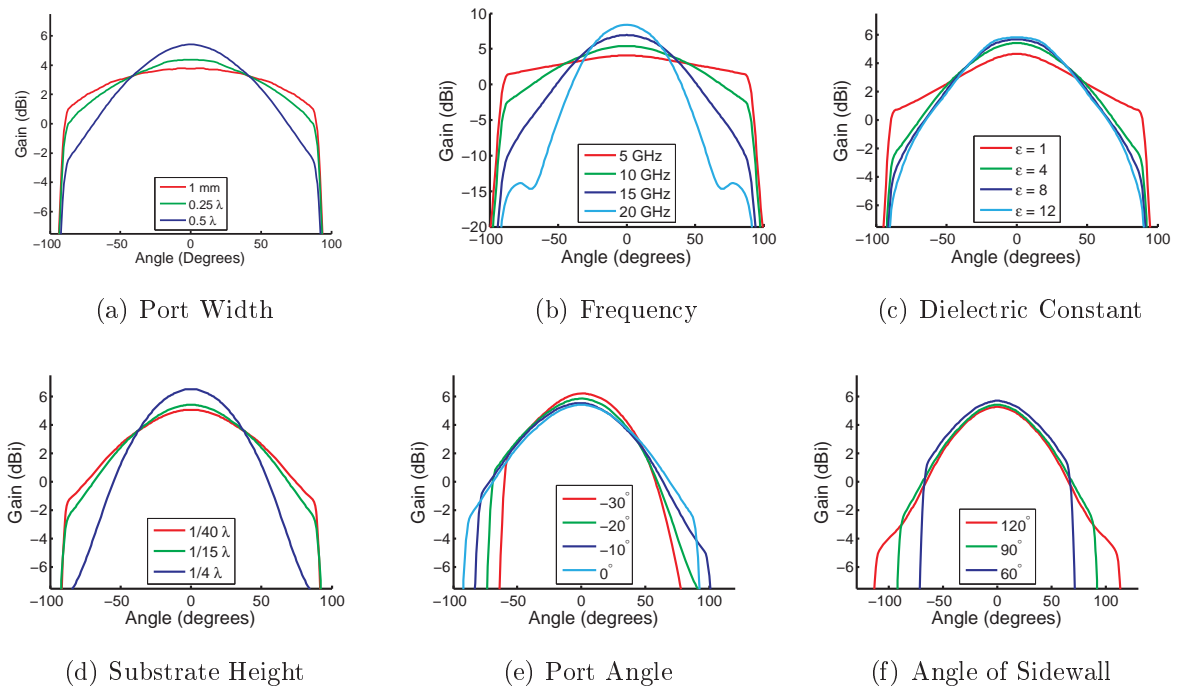 6
4
2
0
−2
−4
−6
Gain (dBi)
1 mm
0.25 λ
0.5 λ
−100
−50
0
50
100
Angle (Degrees)
(a) Port Width
10
5
0
−5
−10
−15
−20
Gain (dBi)
5 GHz
10 GHz
15 GHz
20 GHz
−100
−50
0
50
100
Angle (degrees)
(b) Frequency
6
4
2
0
−2
−4
−6
Gain (dBi)
ε = 1
ε = 4
ε = 8
ε = 12
−100
−50
0
50
100
Angle (degrees)
(c) Dielectric Constant
6
4
2
0
−2
−4
−6
Gain (dBi)
1/40 λ
1/15 λ
1/4 λ
−100
−50
0
50
100
Angle (degrees)
(d) Substrate Height
6
4
2
0
−2
−4
−6
Gain (dBi)
−30°
−20°
−10°
0°
−100
−50
0
50
100
Angle (degrees)
(e) Port Angle
6
4
2
0
−2
−4
−6
Gain (dBi)
120°
90°
60°
−100
−50
0
50
100
Angle (degrees)
(f) Angle of Sidewall